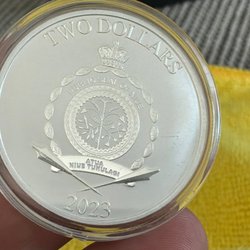 TWO DOLLARS
ATUA
NIUE TUKULAGI
2023